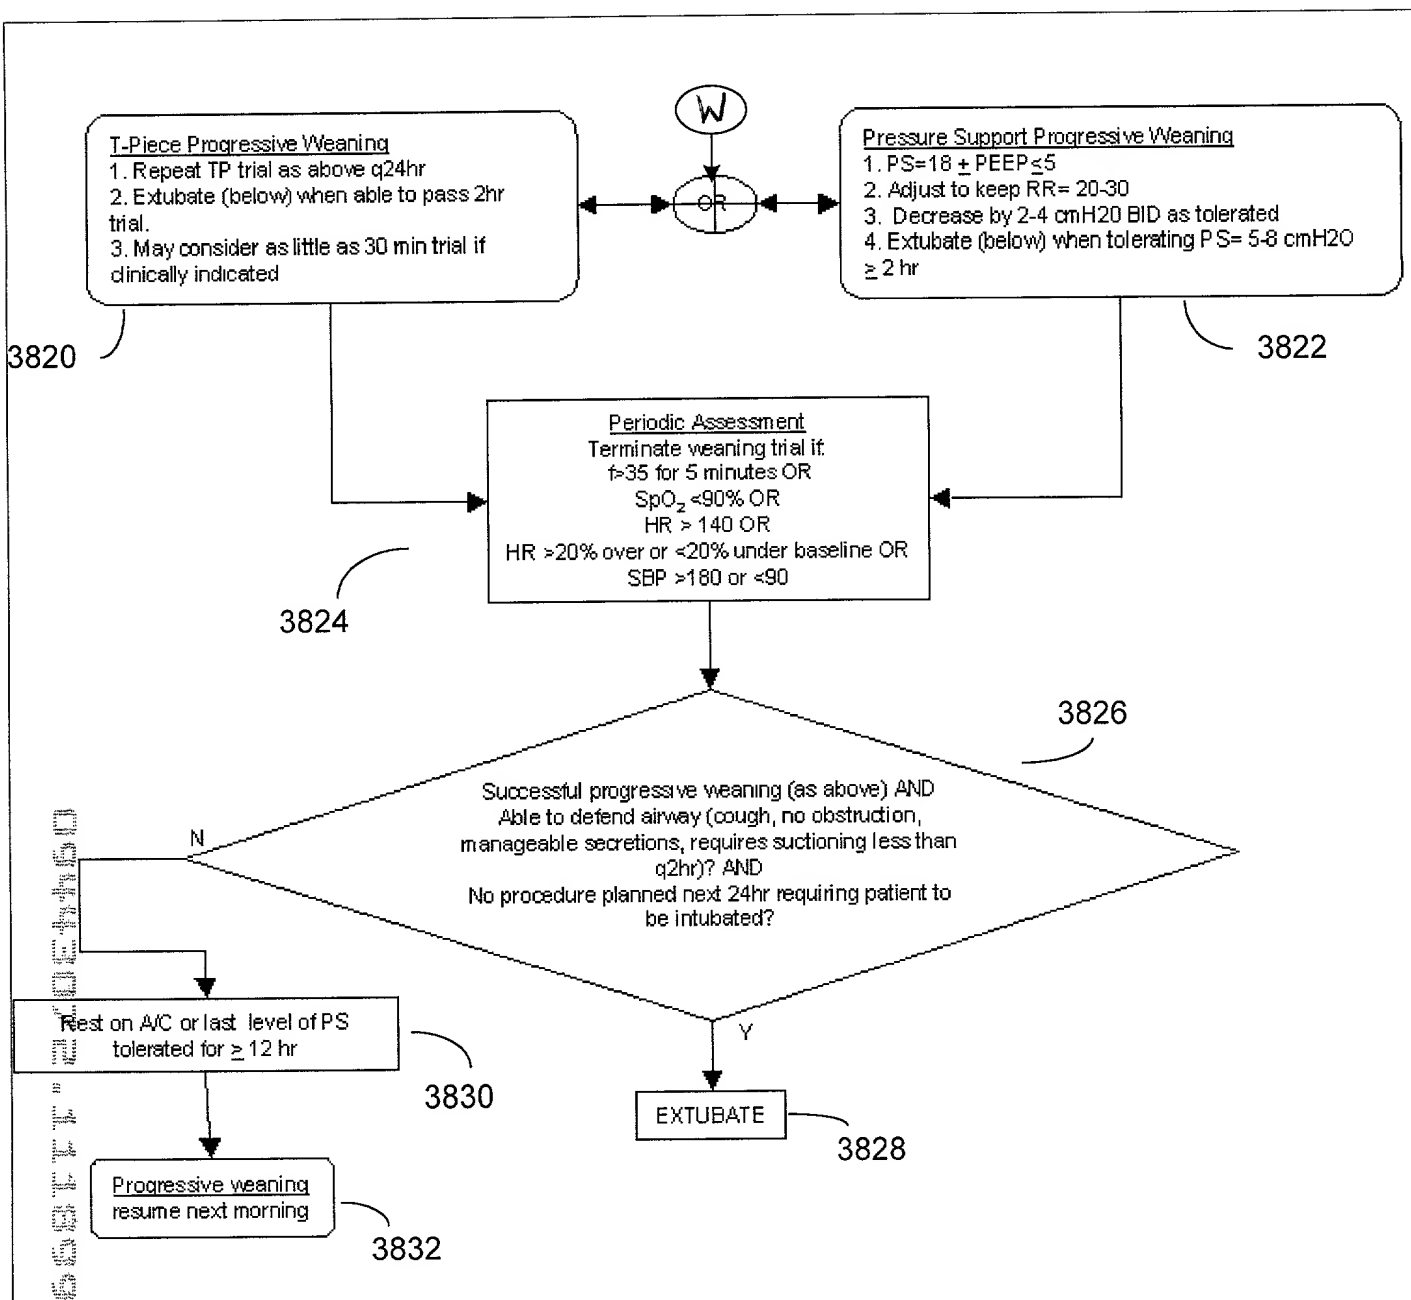 W
T-Piece Progressive Weaning
1. Repeat TP trial as above q24hr
2. Extubate (below) when able to pass 2hr
trial.
3. May consider as little as 30 min trial if
clinically indicated
OR
Pressure Support Progressive Weaning
1. PS=18 ± PEEP≤5
2. Adjust to keep RR= 20-30
3. Decrease by 2-4 cmH20 BID as tolerated
4. Extubate (below) when tolerating PS= 5-8 cmH2O
≥ 2 hr
3820
3822
Periodic Assessment
Terminate weaning trial if:
f>35 for 5 minutes OR
SpO₂ <90% OR
HR > 140 OR
HR >20% over or <20% under baseline OR
SBP >180 or <90
3824
3826
Successful progressive weaning (as above) AND
Able to defend airway (cough, no obstruction,
manageable secretions, requires suctioning less than
q2hr)? AND
No procedure planned next 24hr requiring patient to
be intubated?
N
Y
Rest on A/C or last level of PS
tolerated for ≥ 12 hr
3830
EXTUBATE
3828
Progressive weaning
resume next morning
3832